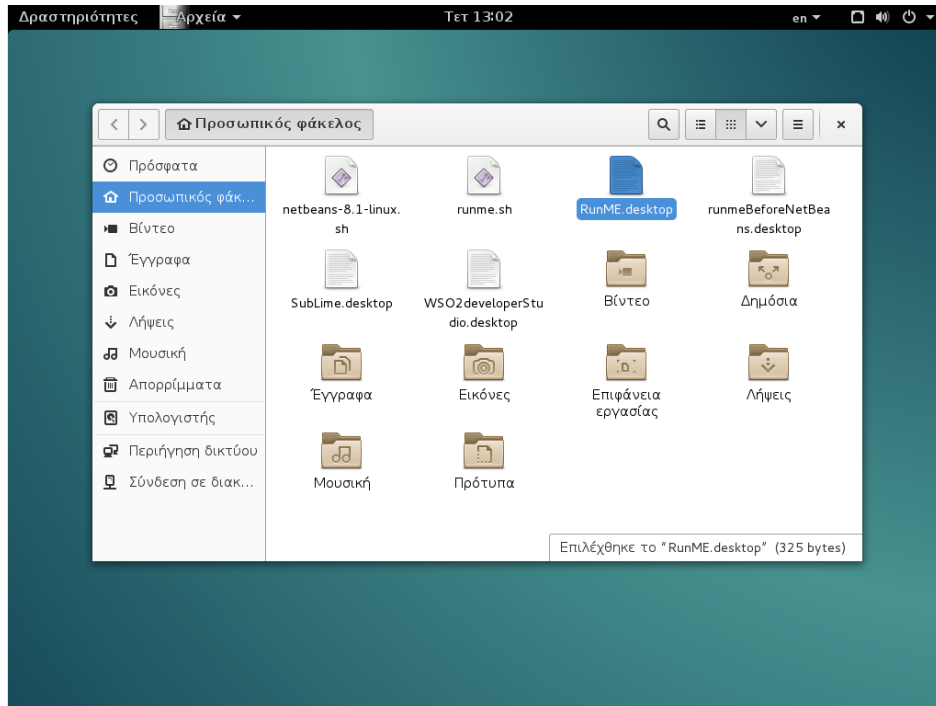 Δραστηριότητες Αρχεία Τετ 13:02 en
Προσωπικός φάκελος
Πρόσφατα
Προσωπικός φάκ...
Βίντεο
Έγγραφα
Εικόνες
Λήψεις
Μουσική
Απορρίμματα
Υπολογιστής
Περιήγηση δικτύου
Σύνδεση σε διακ...
netbeans-8.1-linux.
sh
runme.sh
RunME.desktop
runmeBeforeNetBea
ns.desktop
SubLime.desktop
WSO2developerStu
dio.desktop
Βίντεο
Δημόσια
Έγγραφα
Εικόνες
Επιφάνεια
εργασίας
Λήψεις
Μουσική
Πρότυπα
Επιλέχθηκε το "RunME.desktop" (325 bytes)